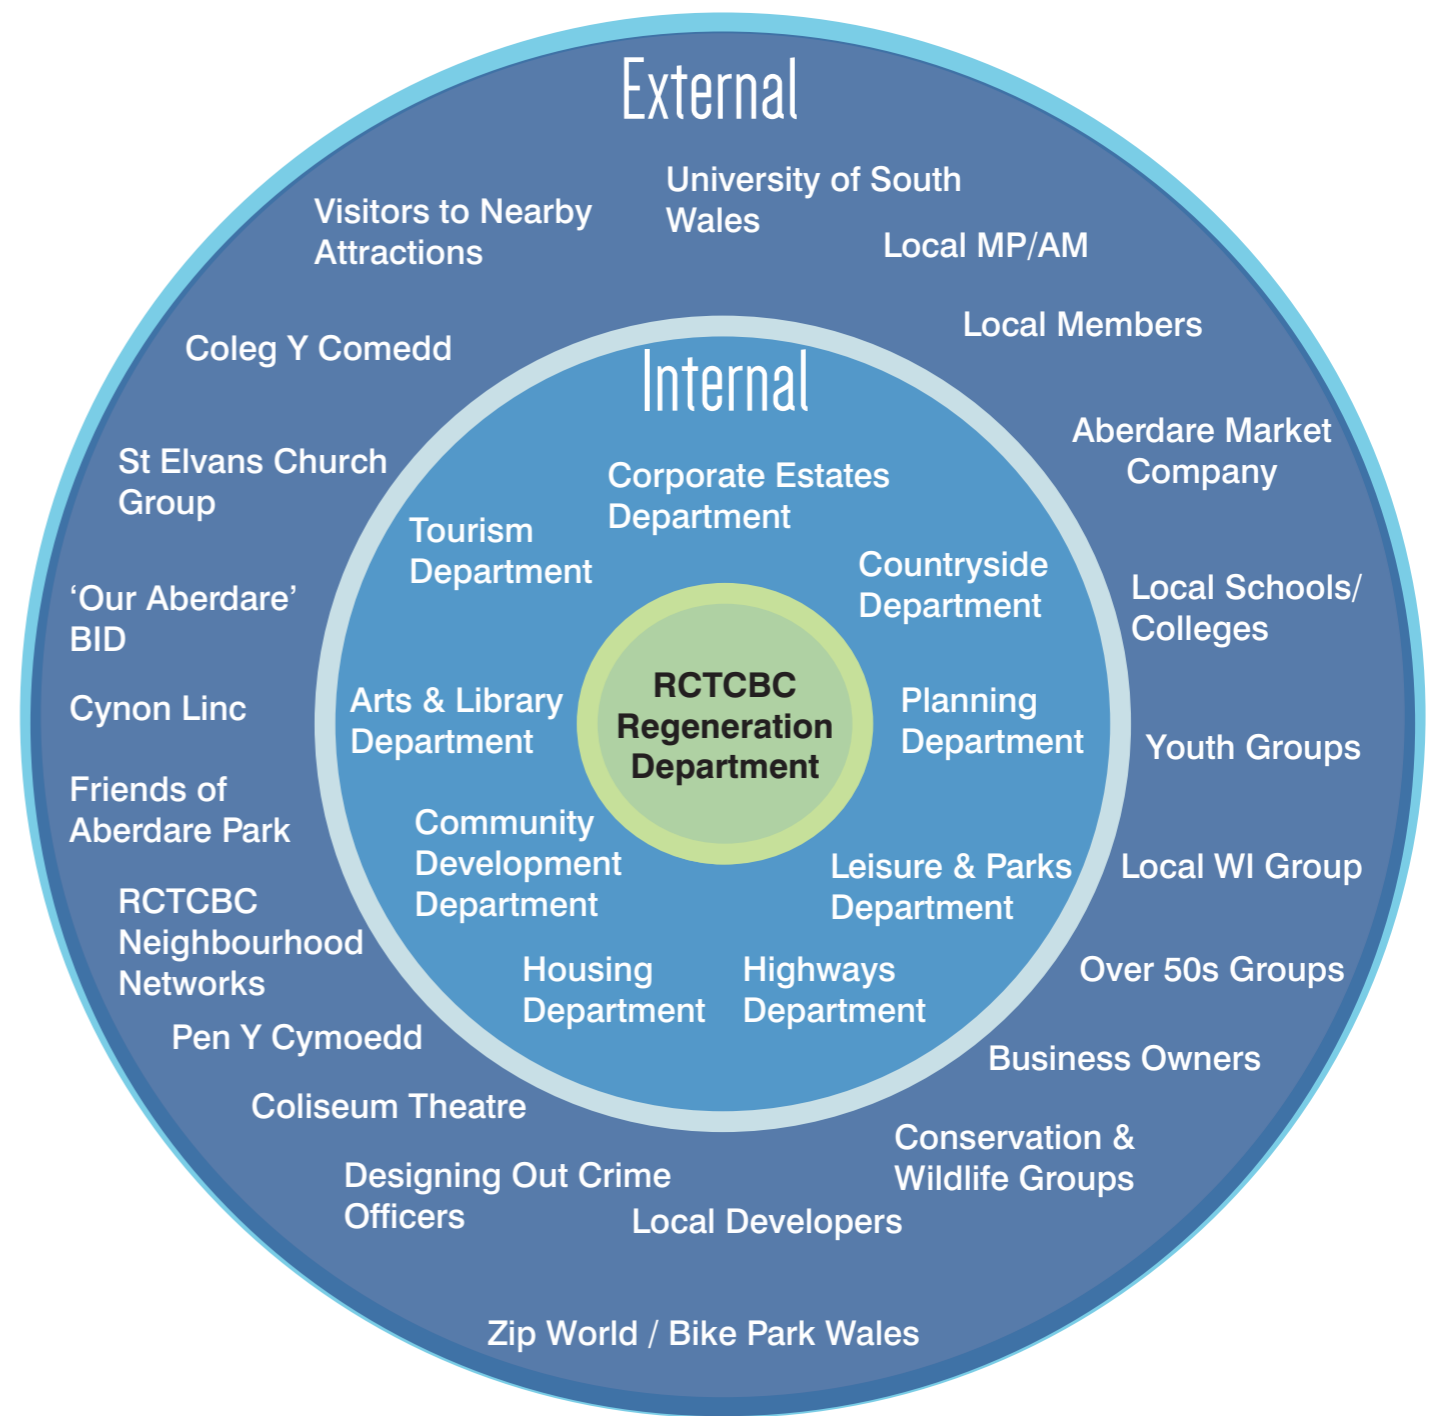 External
University of South
Wales
Visitors to Nearby
Attractions
Local MP/AM
Local Members
Coleg Y Comedd
Aberdare Market
Company
St Elvans Church
Group
Local Schools/
Colleges
‘Our Aberdare’
BID
Cynon Linc
Youth Groups
Friends of
Aberdare Park
Local WI Group
RCTCBC
Neighbourhood
Networks
Over 50s Groups
Pen Y Cymoedd
Business Owners
Coliseum Theatre
Conservation &
Wildlife Groups
Designing Out Crime
Officers
Local Developers
Zip World / Bike Park Wales
Internal
Corporate Estates
Department
Tourism
Department
Countryside
Department
Arts & Library
Department
Planning
Department
Community
Development
Department
Leisure & Parks
Department
Housing
Department
Highways
Department
RCTCBC
Regeneration
Department